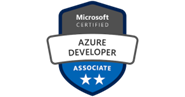 Microsoft
CERTIFIED
AZURE
DEVELOPER
ASSOCIATE